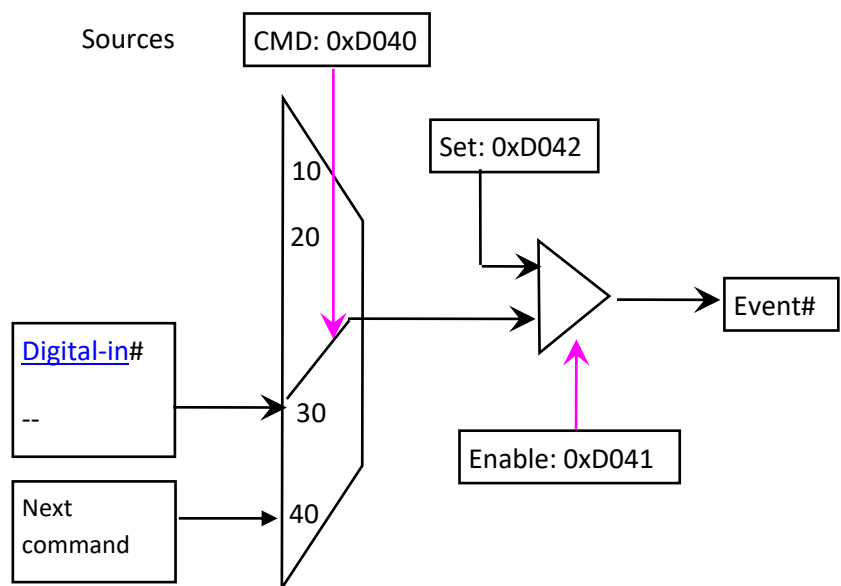 Sources
CMD: 0xD040
Set: 0xD042
10
20
Event#
Digital-in#
--
30
Enable: 0xD041
Next
command
40